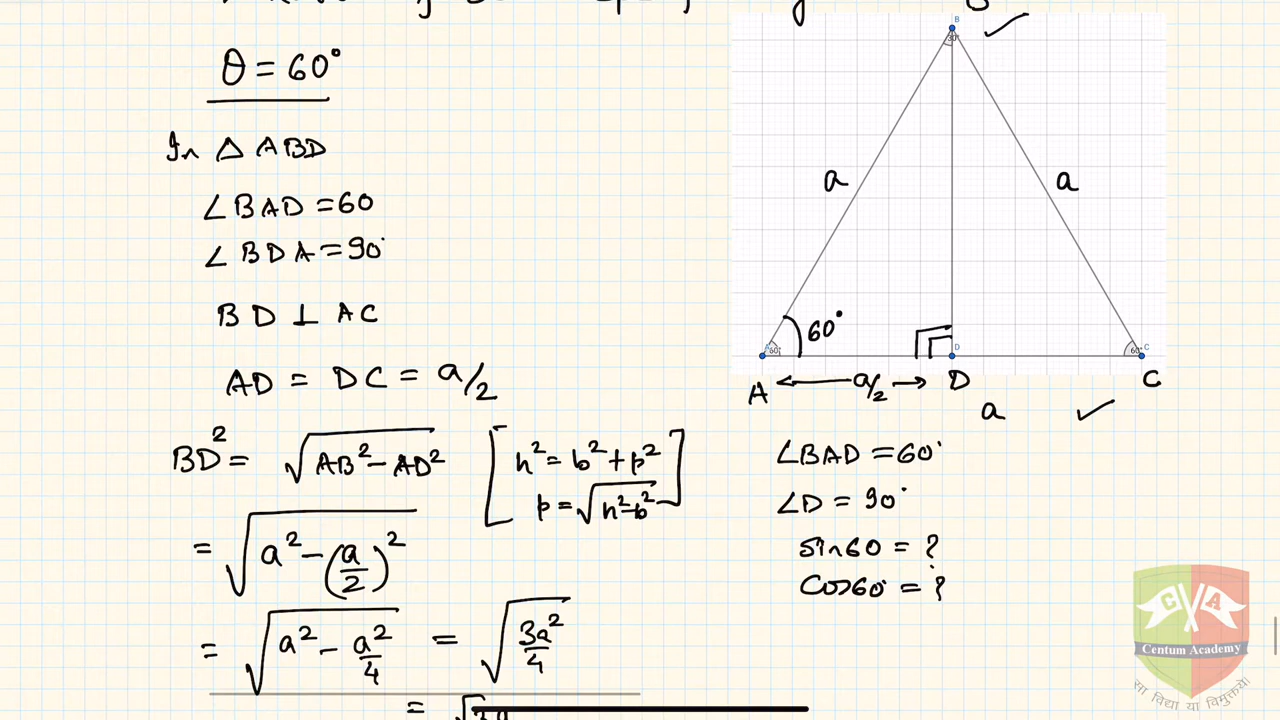 θ = 60°
In △ ABD
∠BAD = 60
∠BDA = 90°
BD ⊥ AC
AD = DC = a/2
BD² = √(AB² − AD²) [h² = b² + p²
p = √(h² − b²)]
= √(a² − (a/2)²)
= √(a² − a²/4) = √(3a²/4)
=
B
30°
a a
60°
60° 60°
A D C
A a/2 D C
a
∠BAD = 60°
∠D = 90°
sin60 = ?
Cos60 = ?
C A
Centum Academy
सा विद्या या विमुक्तये